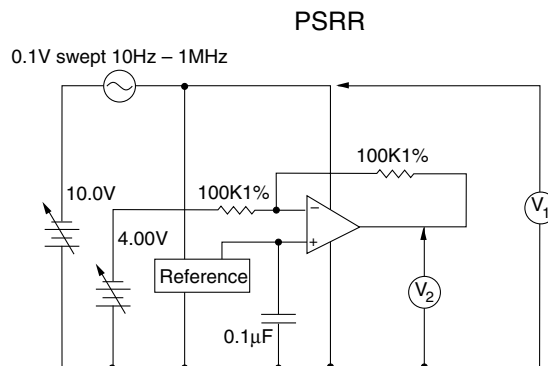 PSRR
0.1V swept 10Hz – 1MHz
100K1%
10.0V
100K1%
V1
4.00V
–
+
Reference
V2
0.1µF